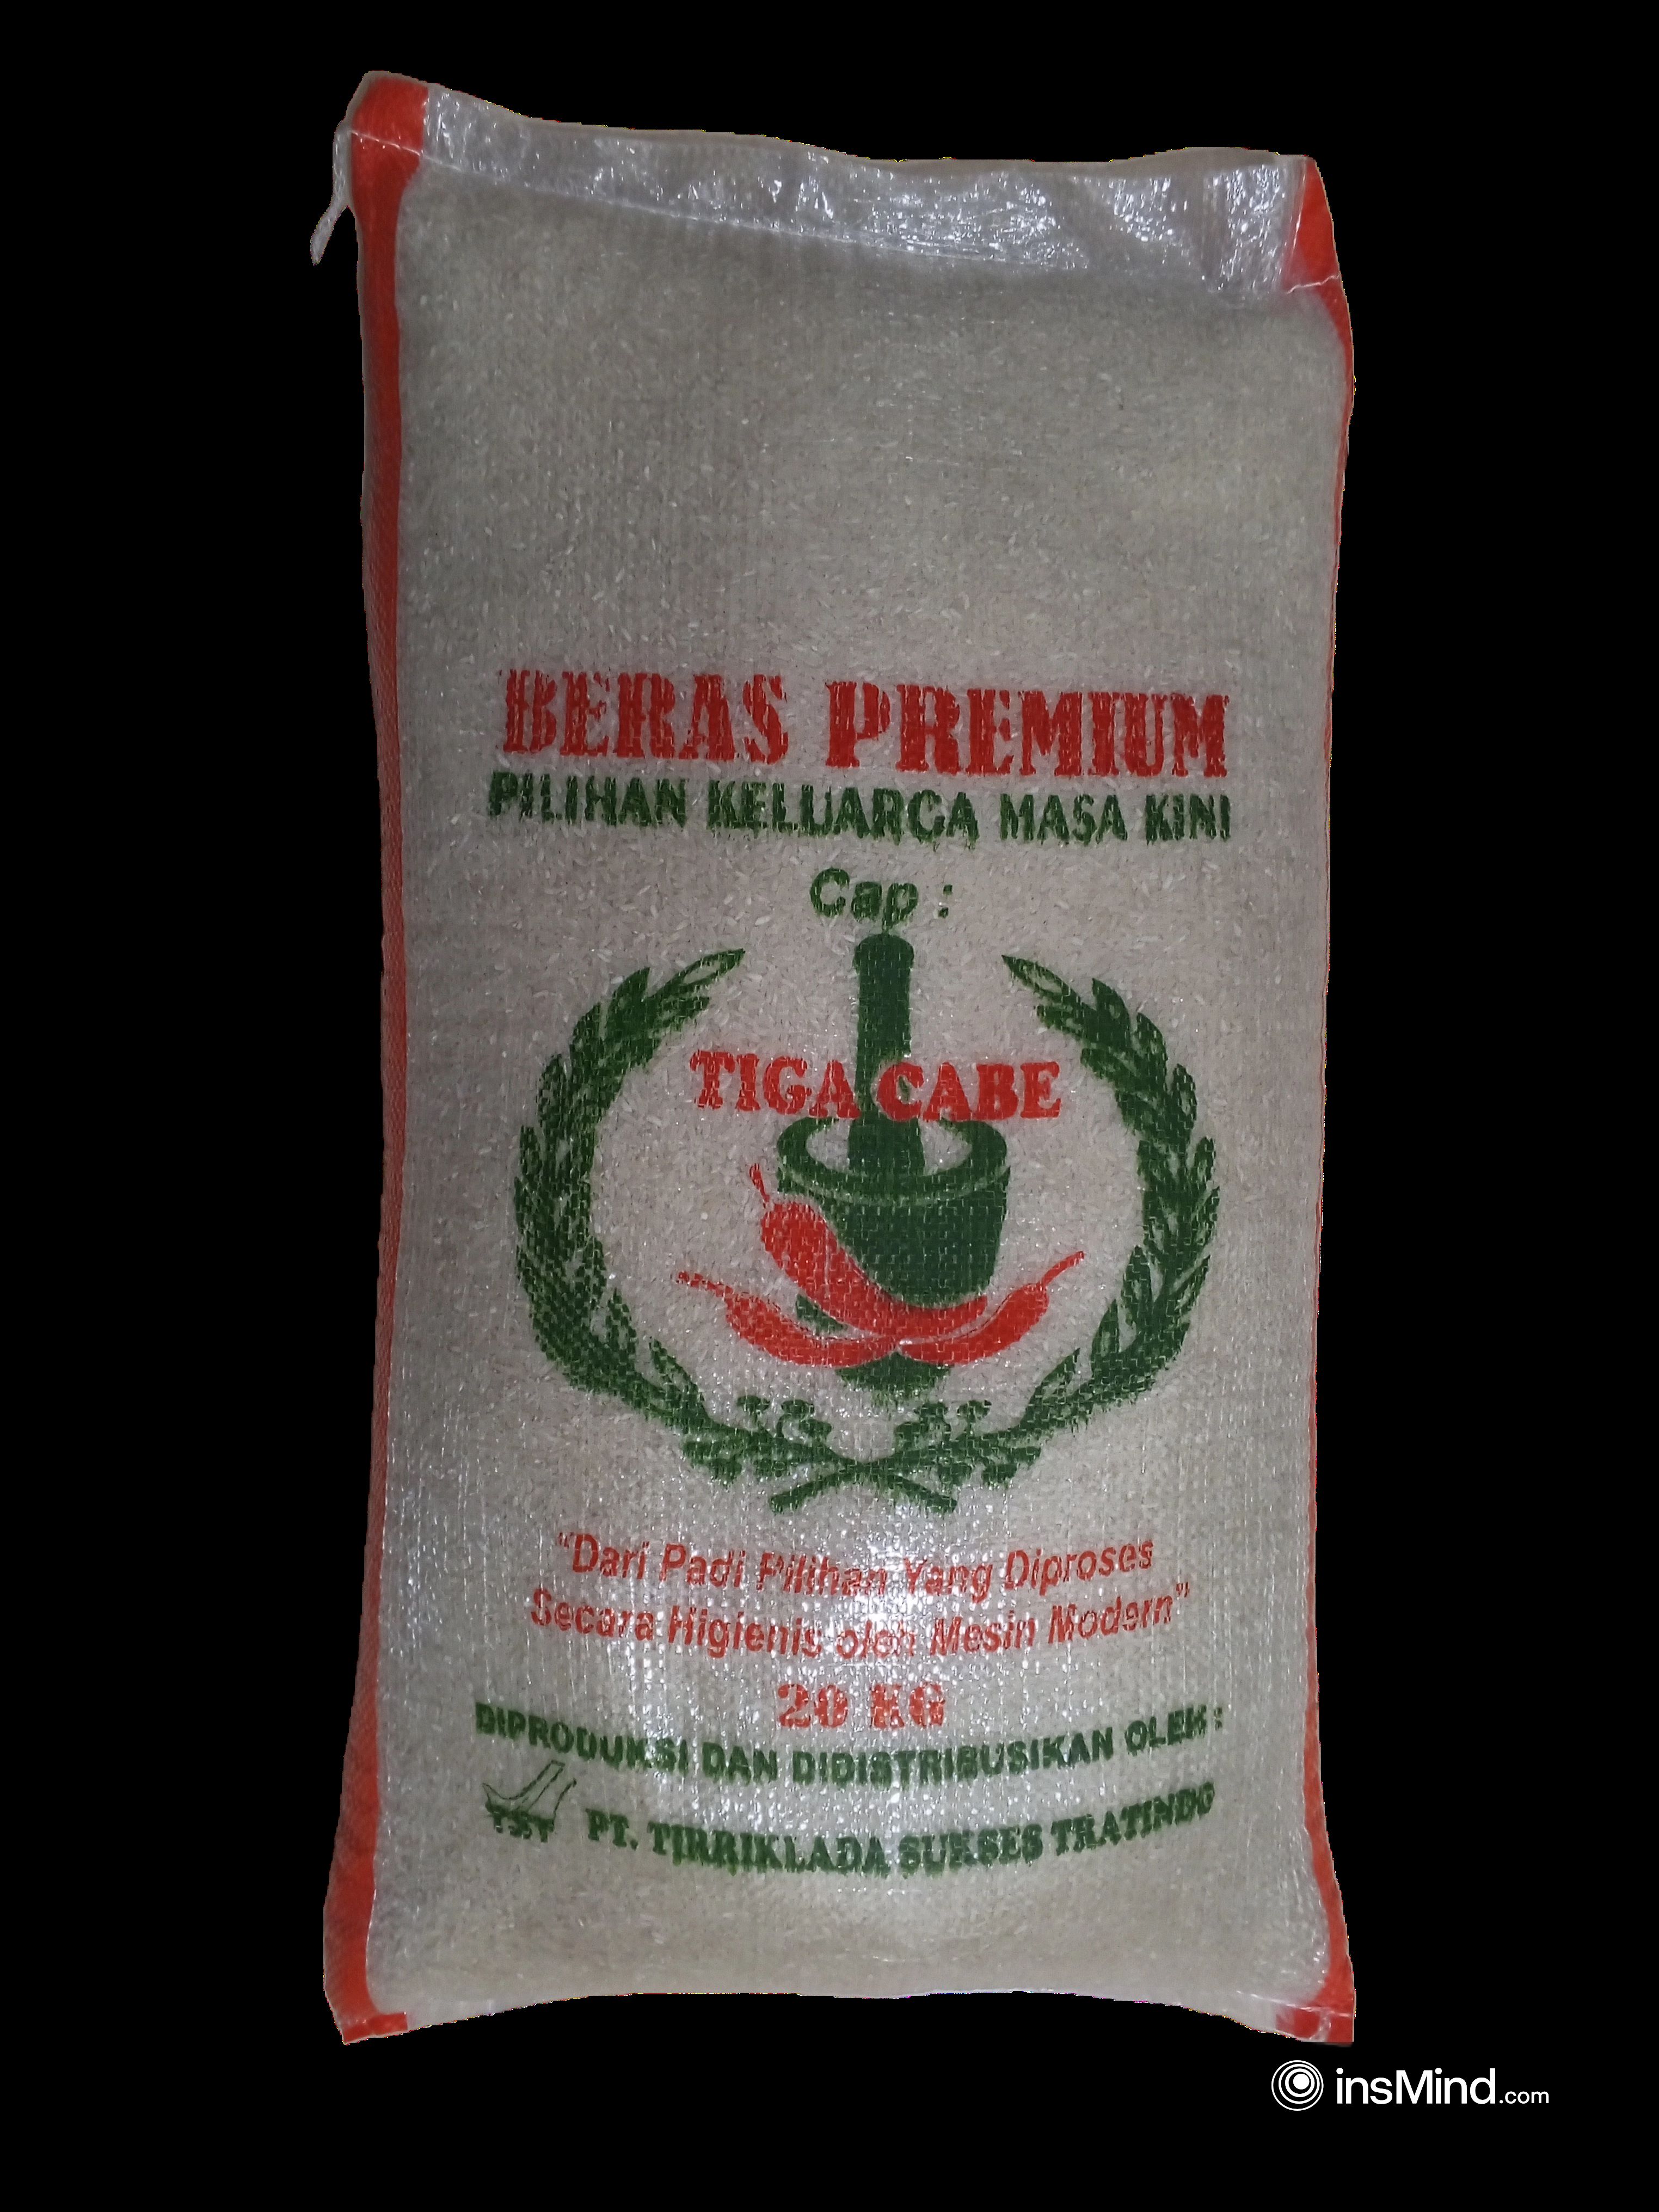 BERAS PREMIUM
PILIHAN KELUARGA MASA KINI
Cap :
TIGA CABE
"Dari Padi Pilihan Yang Diproses
Secara Higienis oleh Mesin Modern"
20 KG
DIPRODUKSI DAN DIDISTRIBUSIKAN OLEH :
TST PT. TIRRIKLADA SUKSES TRATINDO
insMind.com